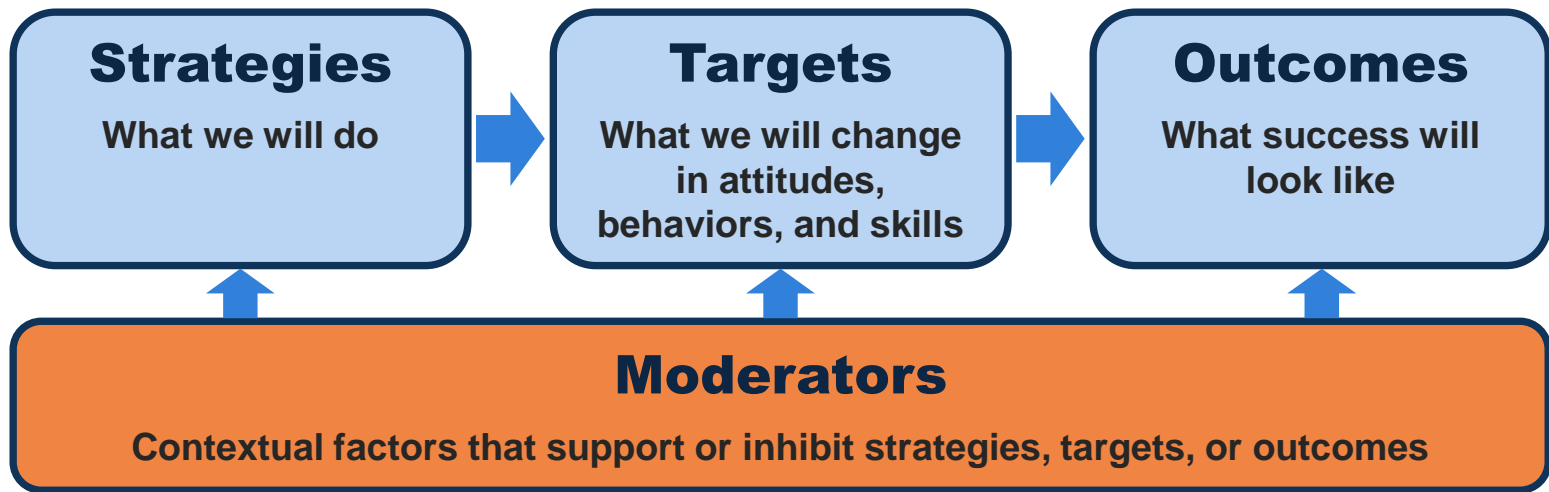 Strategies
What we will do
Targets
What we will change
in attitudes,
behaviors, and skills
Outcomes
What success will
look like
Moderators
Contextual factors that support or inhibit strategies, targets, or outcomes